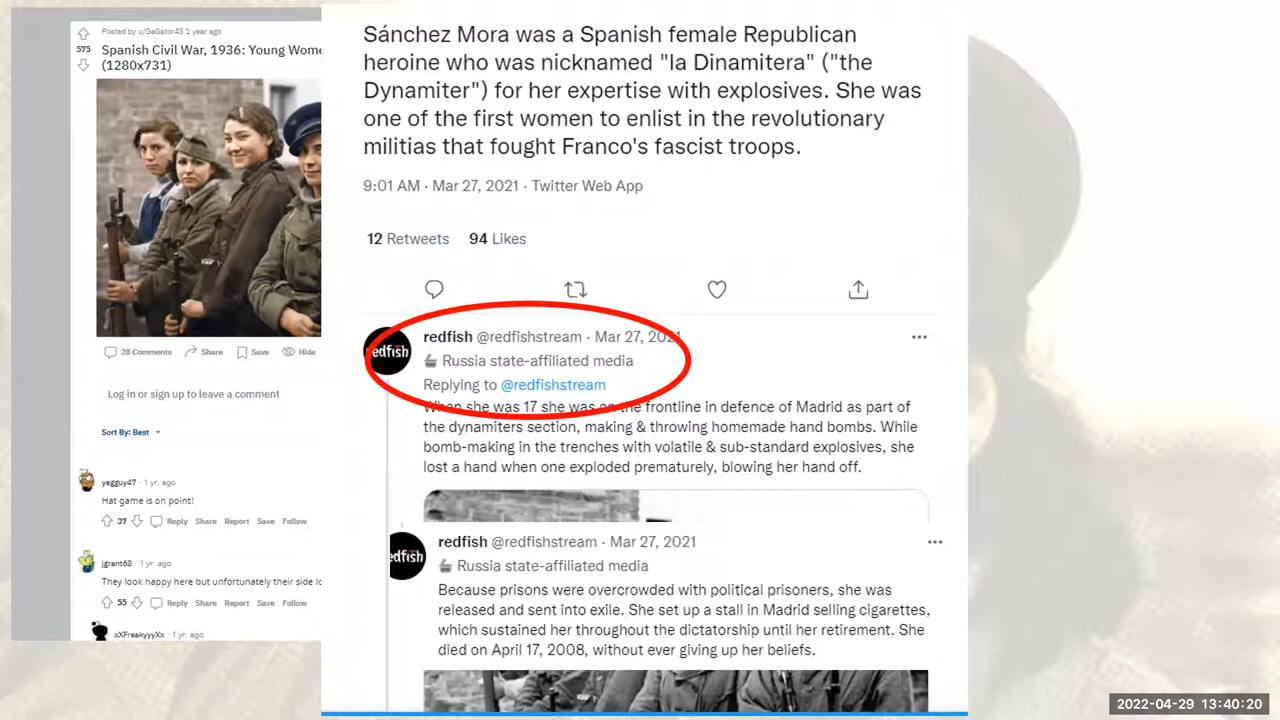 Posted by u/GaGator43 1 year ago
575
Spanish Civil War, 1936: Young Wome
(1280x731)
28 Comments Share Save Hide
Log in or sign up to leave a comment
Sort By: Best
yegguy47 · 1 yr. ago
Hat game is on point!
37 Reply Share Report Save Follow
jgrant68 · 1 yr. ago
They look happy here but unfortunately their side lo
55 Reply Share Report Save Follow
xXFreakyyyXx · 1 yr. ago
Sánchez Mora was a Spanish female Republican
heroine who was nicknamed "la Dinamitera" ("the
Dynamiter") for her expertise with explosives. She was
one of the first women to enlist in the revolutionary
militias that fought Franco's fascist troops.
9:01 AM · Mar 27, 2021 · Twitter Web App
12 Retweets 94 Likes
redfish
redfish @redfishstream · Mar 27, 2021
Russia state-affiliated media
Replying to @redfishstream
When she was 17 she was on the frontline in defence of Madrid as part of
the dynamiters section, making & throwing homemade hand bombs. While
bomb-making in the trenches with volatile & sub-standard explosives, she
lost a hand when one exploded prematurely, blowing her hand off.
edfish
redfish @redfishstream · Mar 27, 2021
Russia state-affiliated media
Because prisons were overcrowded with political prisoners, she was
released and sent into exile. She set up a stall in Madrid selling cigarettes,
which sustained her throughout the dictatorship until her retirement. She
died on April 17, 2008, without ever giving up her beliefs.
2022-04-29 13:40:20